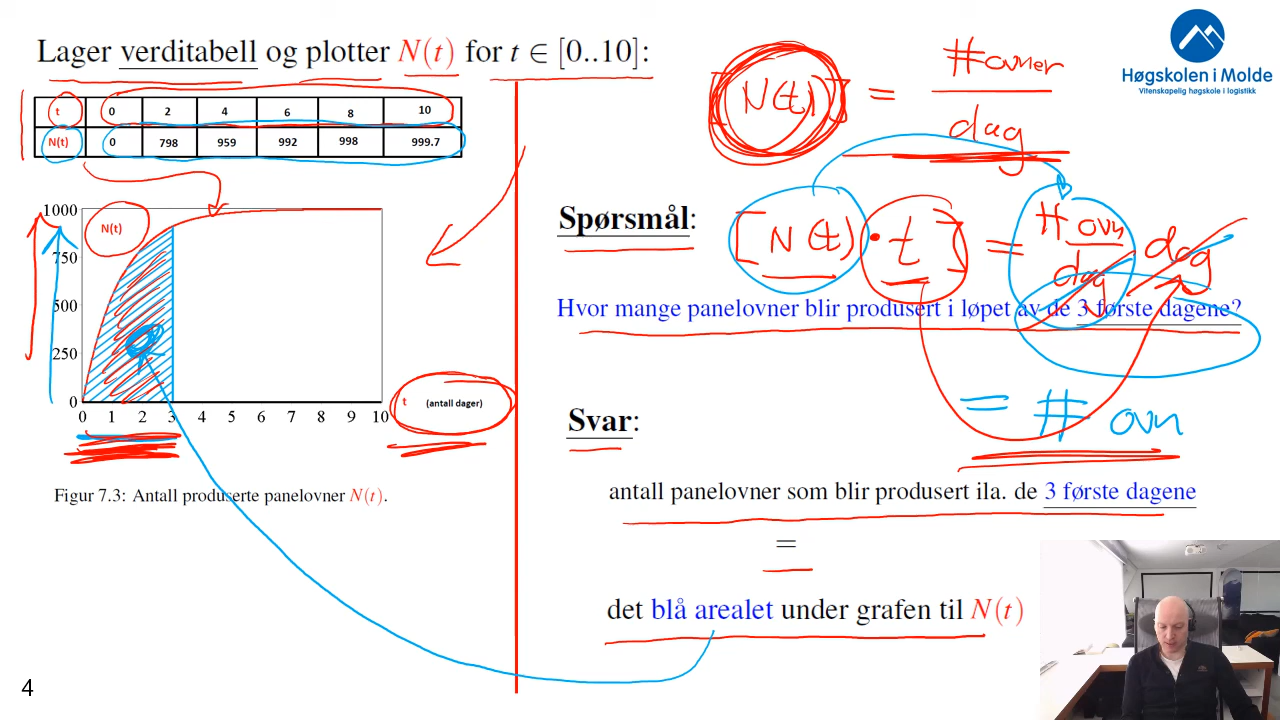 Lager verditabell og plotter N(t) for t ∈ [0..10]:
t 0 2 4 6 8 10
N(t) 0 798 959 992 998 999.7
1000
750
500
250
0
N(t)
0 1 2 3 4 5 6 7 8 9 10
t (antall dager)
Figur 7.3: Antall produserte panelovner N(t).
[N(t)] = #ovner
dag
Høgskolen i Molde
Vitenskapelig høgskole i logistikk
Spørsmål:
[N(t) · t] = # ovn
dag dag
Hvor mange panelovner blir produsert i løpet av de 3 første dagene?
= # ovn
Svar:
antall panelovner som blir produsert ila. de 3 første dagene
=
det blå arealet under grafen til N(t)
4